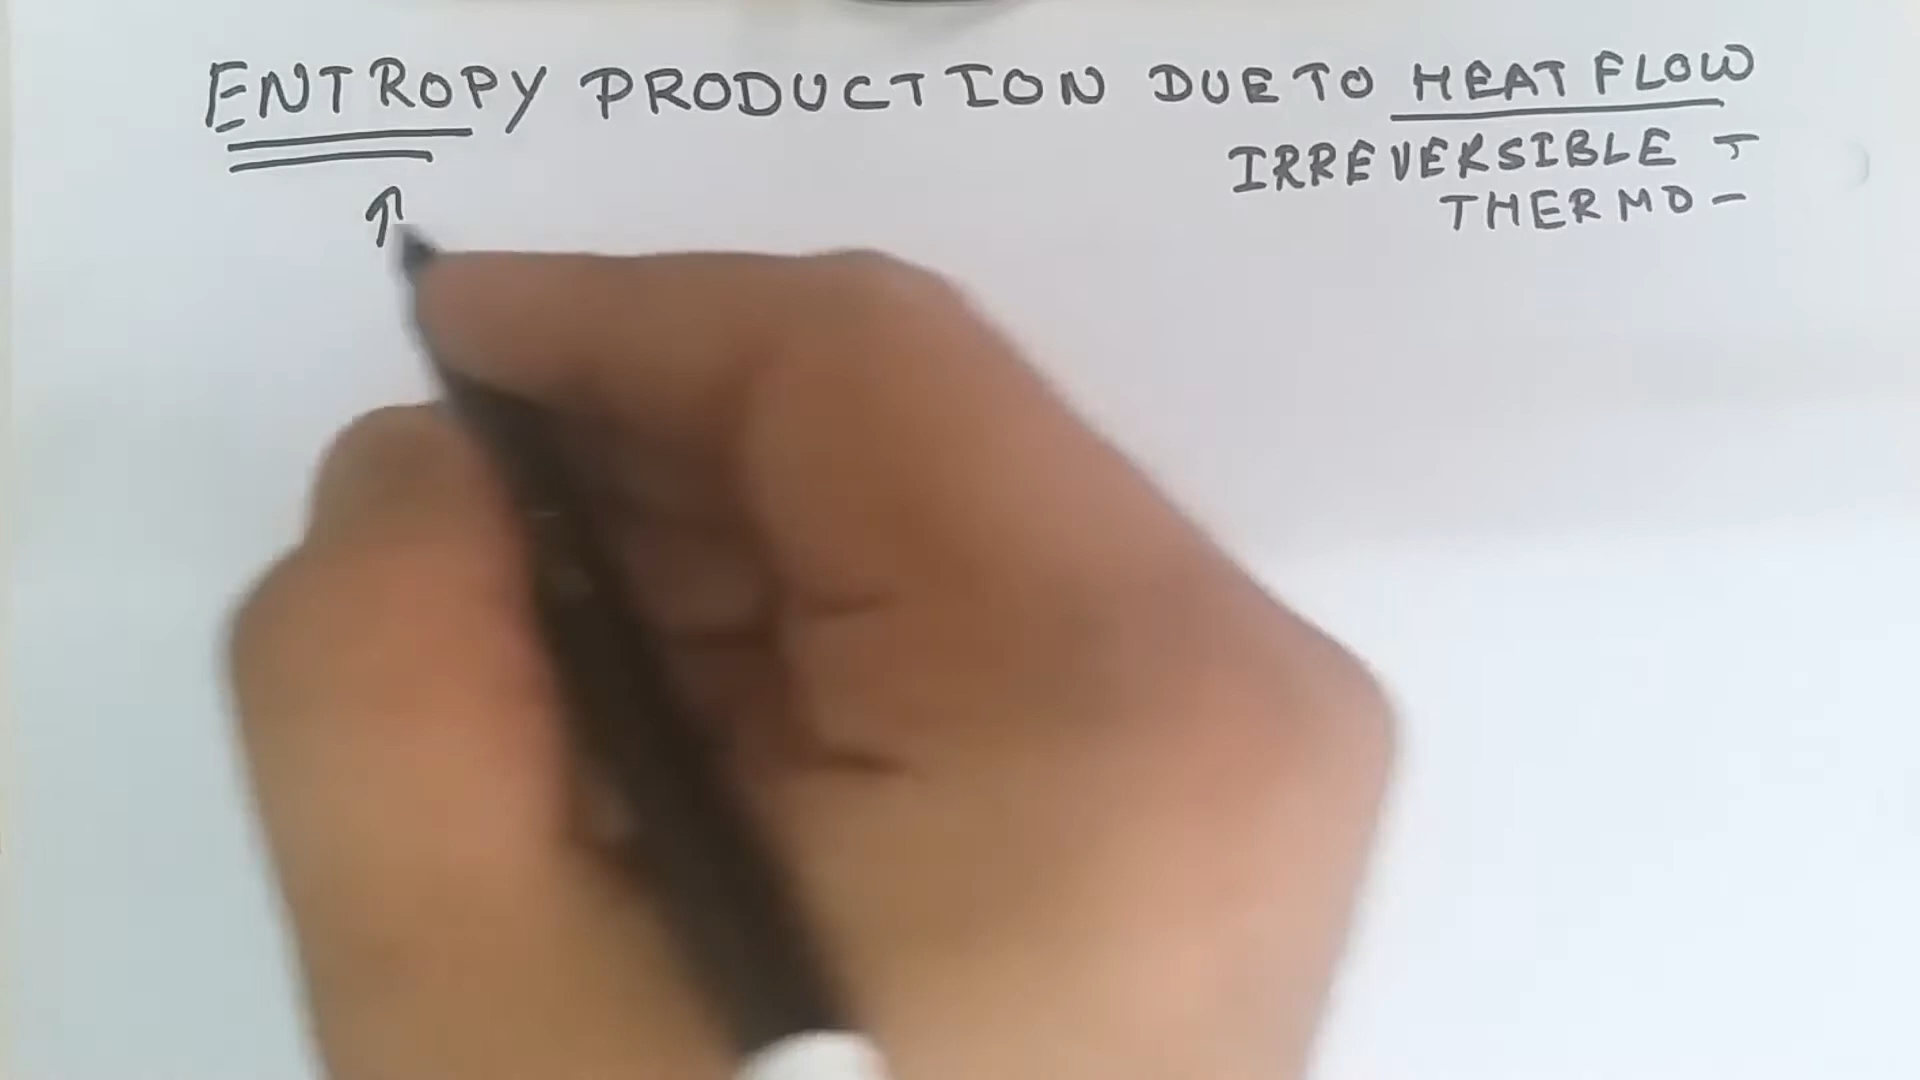 ENTROPY PRODUCTION DUE TO HEAT FLOW
IRREVERSIBLE -
THERMO -